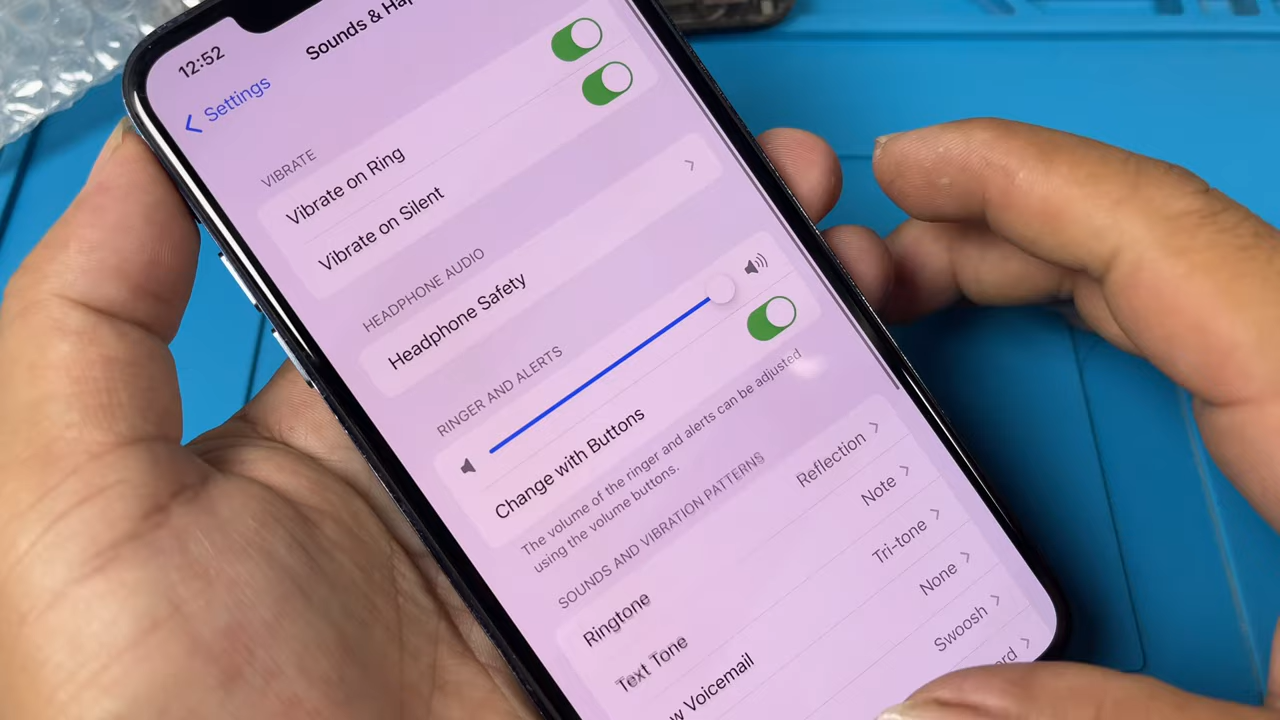 12:52
Sounds & Hap
Settings
VIBRATE
Vibrate on Ring
Vibrate on Silent
HEADPHONE AUDIO
Headphone Safety
RINGER AND ALERTS
Change with Buttons
The volume of the ringer and alerts can be adjusted
using the volume buttons.
SOUNDS AND VIBRATION PATTERNS
Ringtone Reflection
Text Tone Note
w Voicemail Tri-tone
None
Swoosh